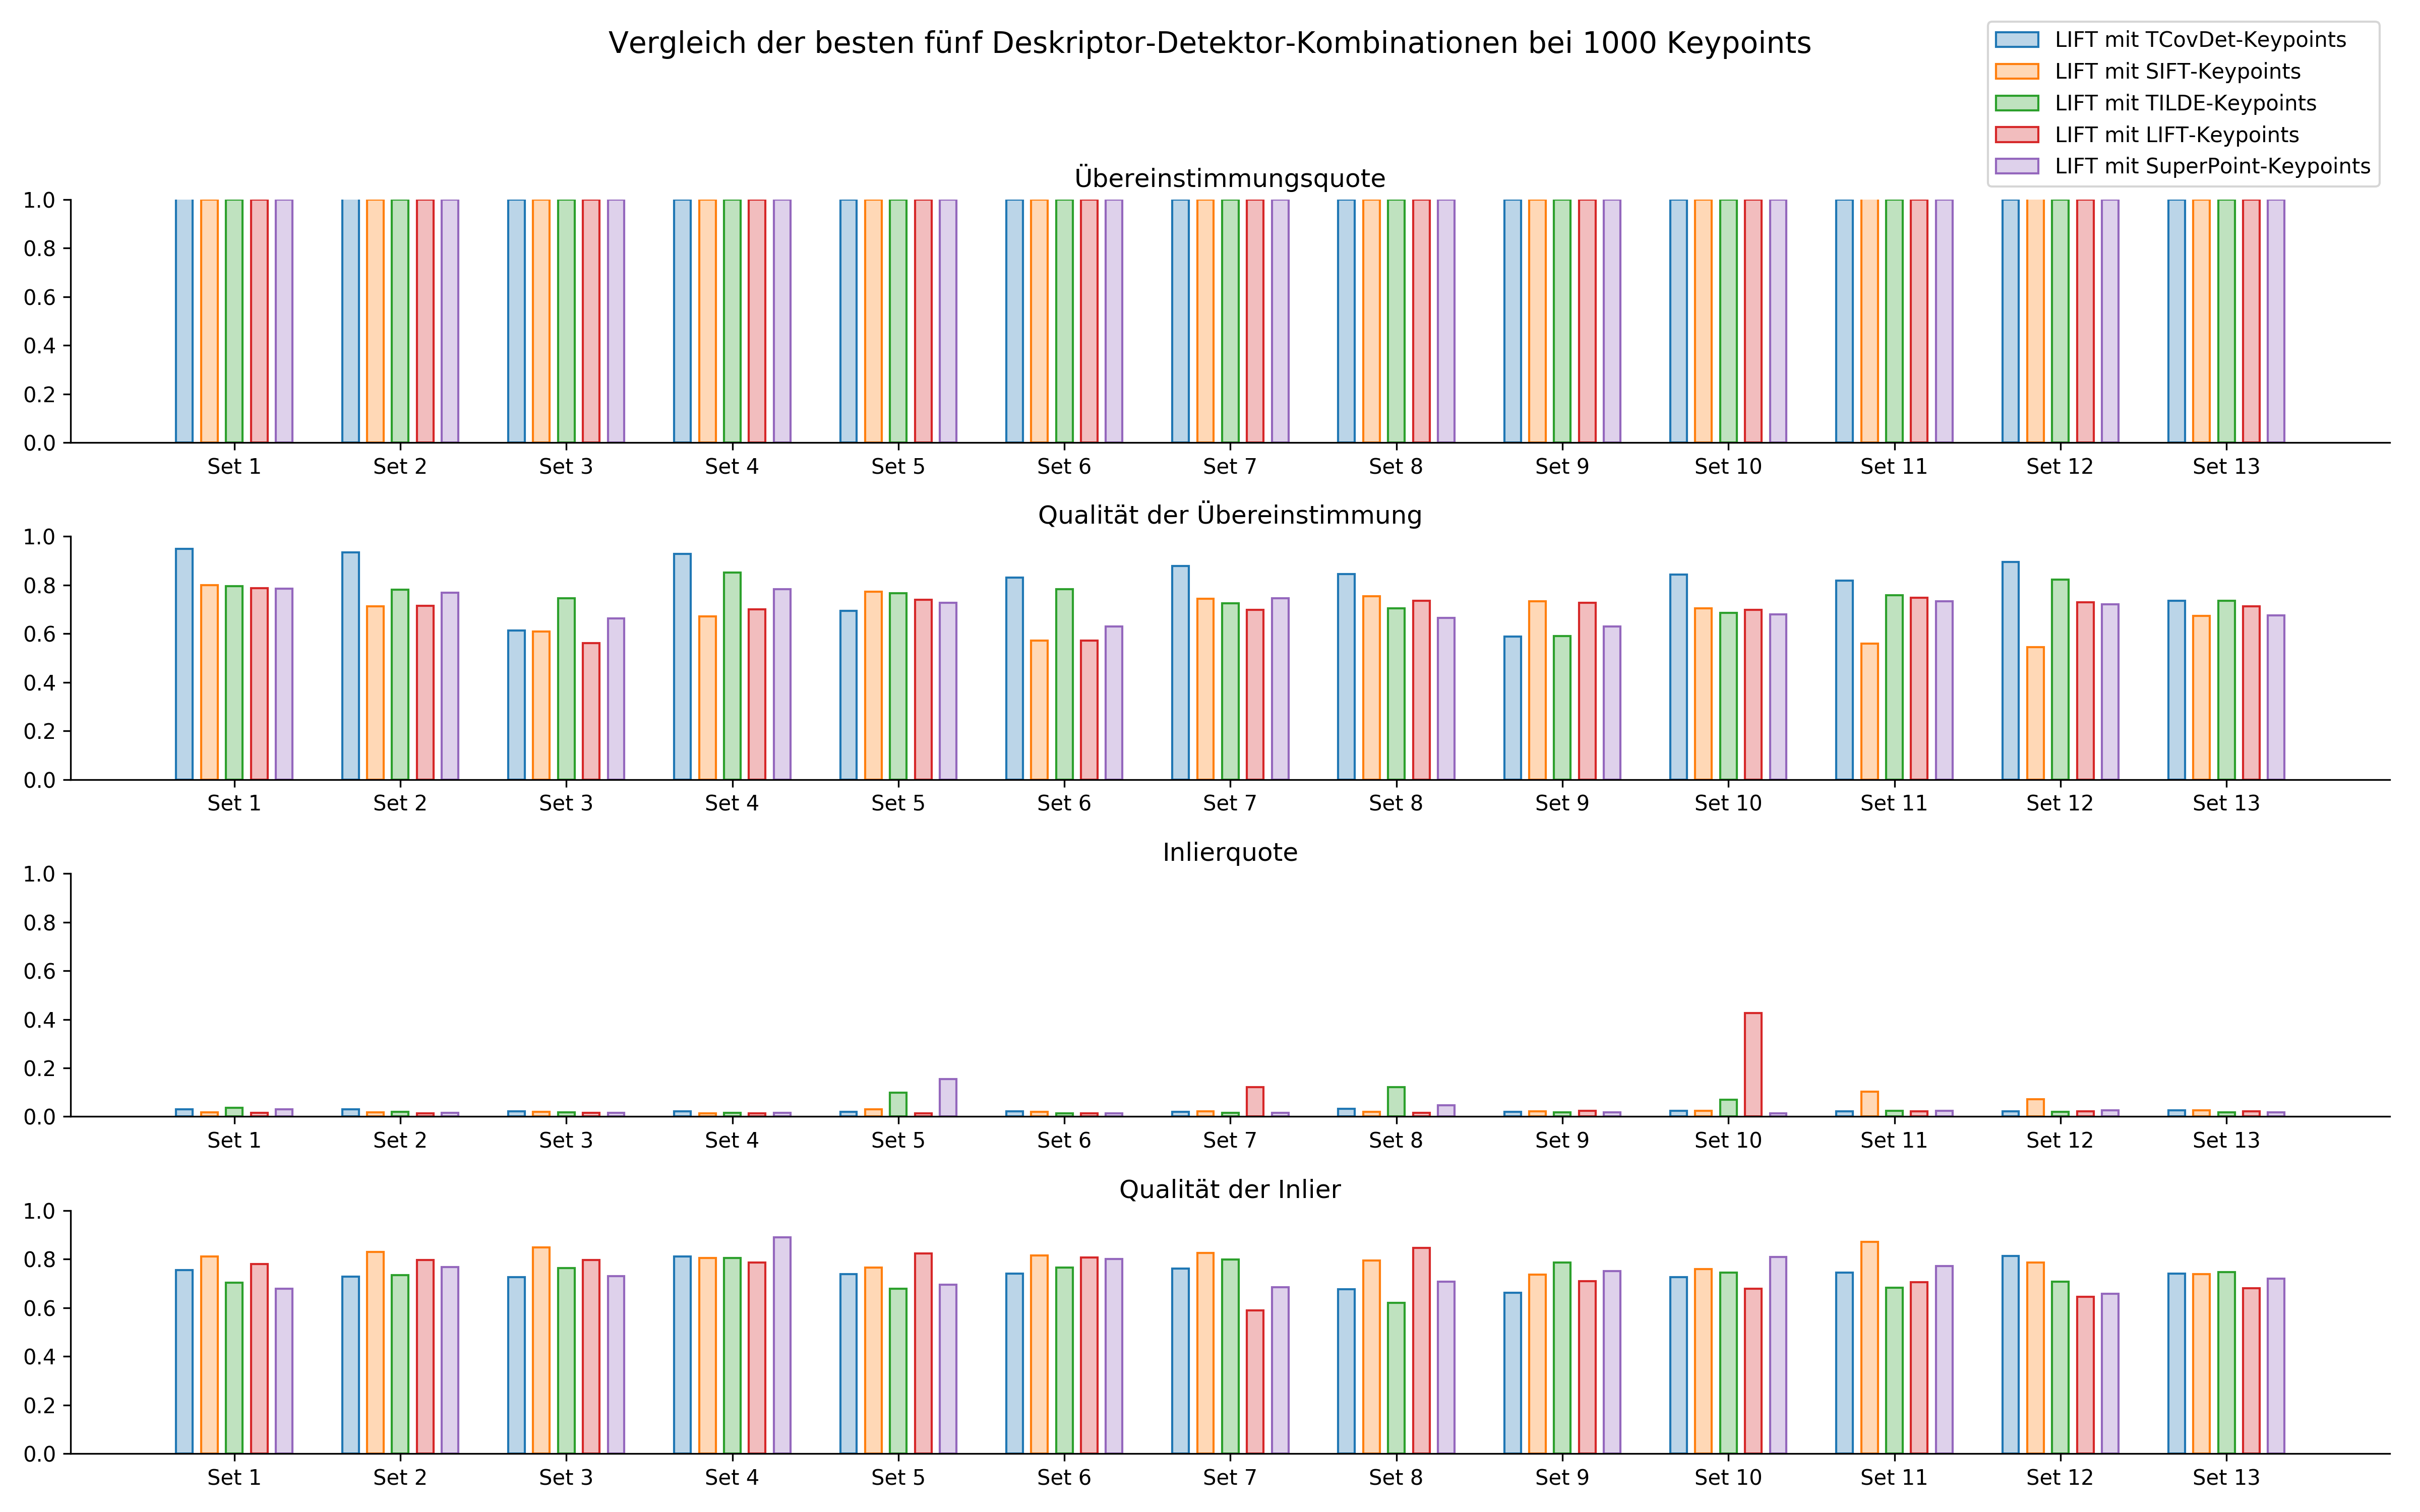 Vergleich der besten fünf Deskriptor-Detektor-Kombinationen bei 1000 Keypoints
LIFT mit TCovDet-Keypoints
LIFT mit SIFT-Keypoints
LIFT mit TILDE-Keypoints
LIFT mit LIFT-Keypoints
LIFT mit SuperPoint-Keypoints
Übereinstimmungsquote
1.0
0.8
0.6
0.4
0.2
0.0
Set 1 Set 2 Set 3 Set 4 Set 5 Set 6 Set 7 Set 8 Set 9 Set 10 Set 11 Set 12 Set 13
Qualität der Übereinstimmung
1.0
0.8
0.6
0.4
0.2
0.0
Set 1 Set 2 Set 3 Set 4 Set 5 Set 6 Set 7 Set 8 Set 9 Set 10 Set 11 Set 12 Set 13
Inlierquote
1.0
0.8
0.6
0.4
0.2
0.0
Set 1 Set 2 Set 3 Set 4 Set 5 Set 6 Set 7 Set 8 Set 9 Set 10 Set 11 Set 12 Set 13
Qualität der Inlier
1.0
0.8
0.6
0.4
0.2
0.0
Set 1 Set 2 Set 3 Set 4 Set 5 Set 6 Set 7 Set 8 Set 9 Set 10 Set 11 Set 12 Set 13